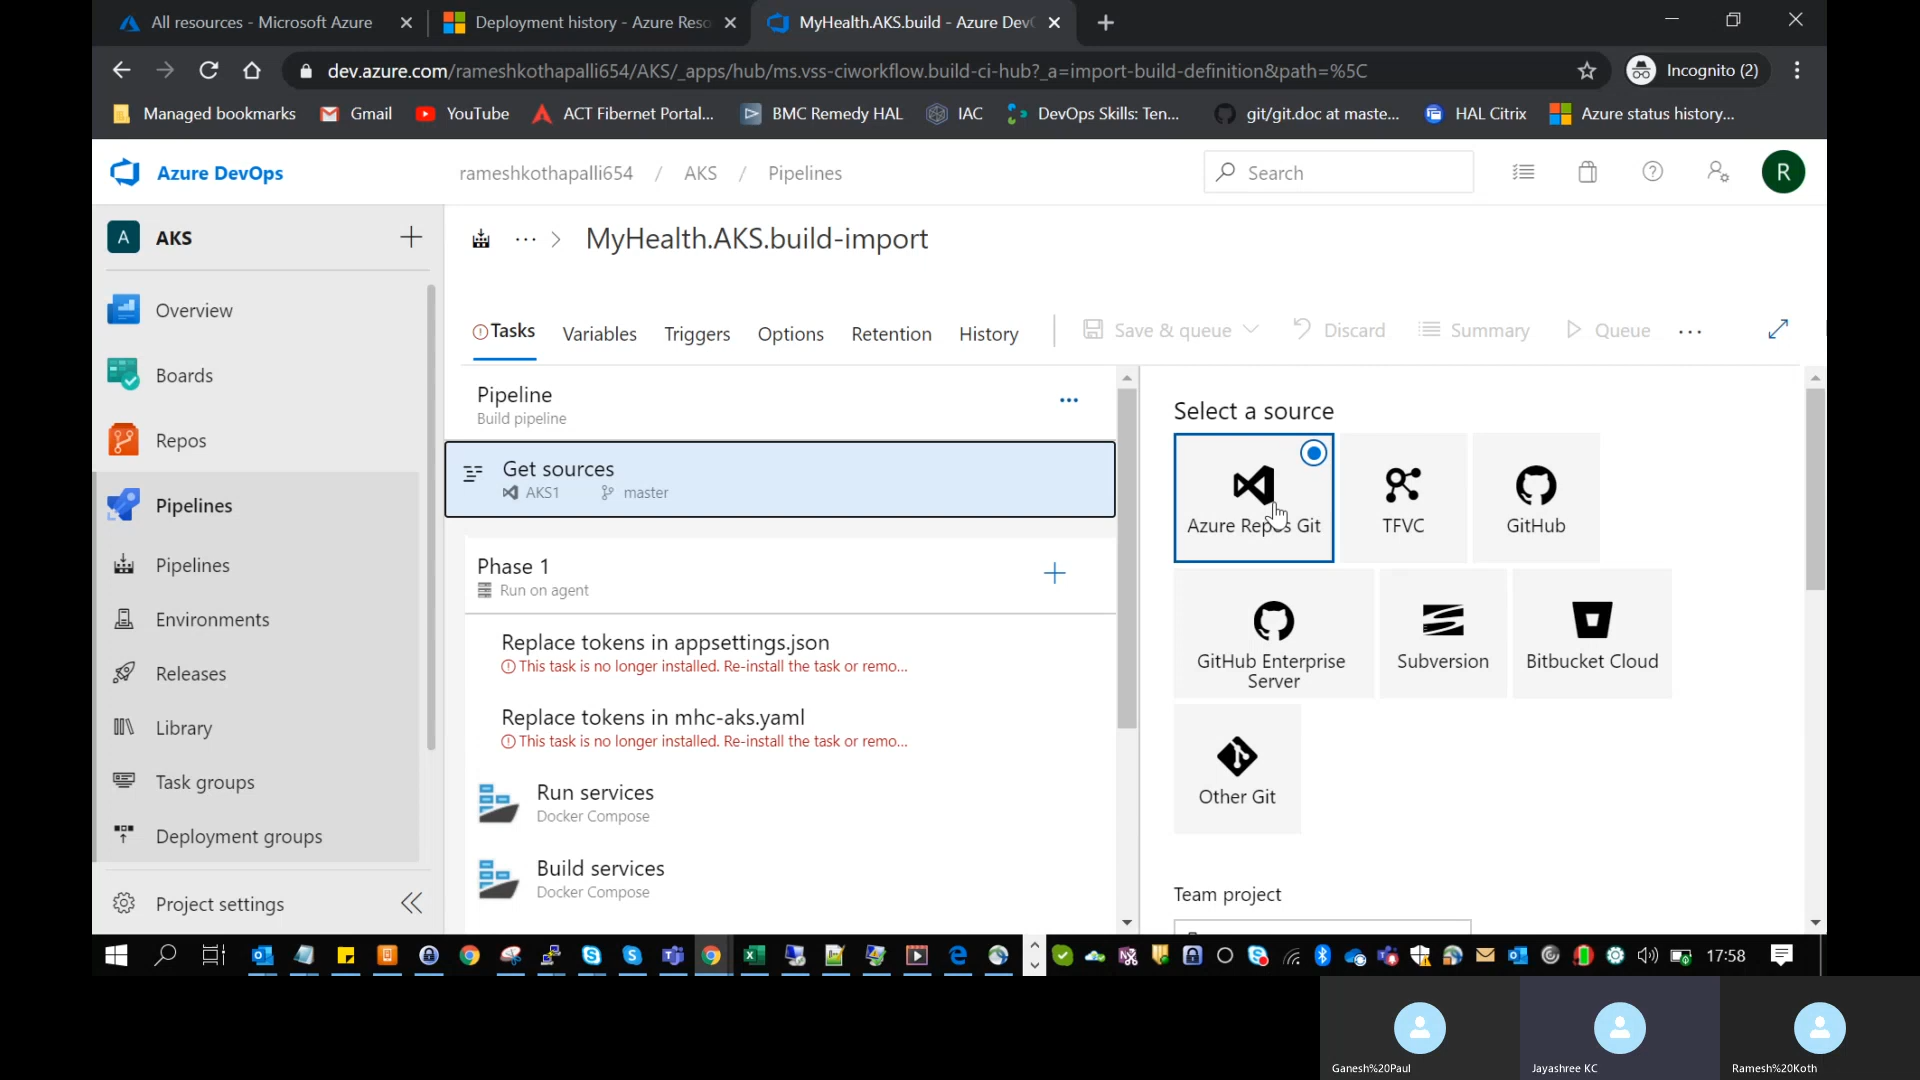 All resources - Microsoft Azure
Deployment history - Azure Reso
MyHealth.AKS.build - Azure Dev
dev.azure.com/rameshkothapalli654/AKS/_apps/hub/ms.vss-ciworkflow.build-ci-hub?_a=import-build-definition&path=%5C
Incognito (2)
Managed bookmarks
Gmail
YouTube
ACT Fibernet Portal...
BMC Remedy HAL
IAC
DevOps Skills: Ten...
git/git.doc at maste...
HAL Citrix
Azure status history...
Azure DevOps
rameshkothapalli654 / AKS / Pipelines
Search
R
A AKS
MyHealth.AKS.build-import
Overview
Boards
Repos
Pipelines
Pipelines
Environments
Releases
Library
Task groups
Deployment groups
Project settings
Tasks
Variables
Triggers
Options
Retention
History
Save & queue
Discard
Summary
Queue
Pipeline
Build pipeline
Get sources
AKS1 master
Phase 1
Run on agent
Replace tokens in appsettings.json
This task is no longer installed. Re-install the task or remo...
Replace tokens in mhc-aks.yaml
This task is no longer installed. Re-install the task or remo...
Run services
Docker Compose
Build services
Docker Compose
Select a source
Azure Repos Git
TFVC
GitHub
GitHub Enterprise
Server
Subversion
Bitbucket Cloud
Other Git
Team project
17:58
Ganesh%20Paul
Jayashree KC
Ramesh%20Koth